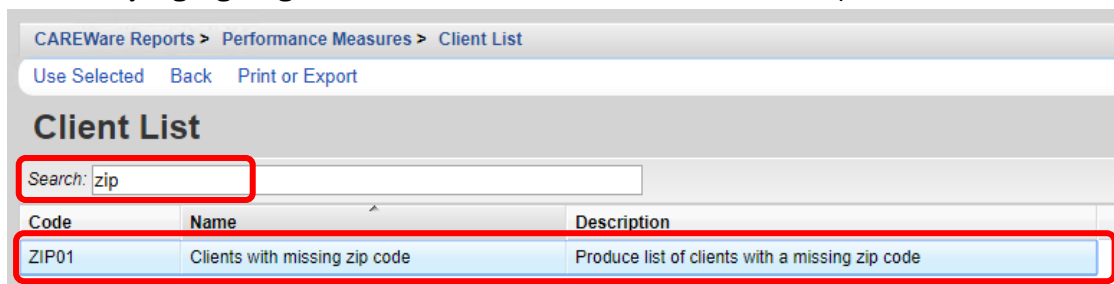 CAREWare Reports > Performance Measures > Client List
Use Selected Back Print or Export
Client List
Search: zip
Code Name Description
ZIP01 Clients with missing zip code Produce list of clients with a missing zip code